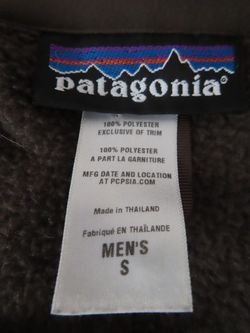 patagonia®
100% POLYESTER
EXCLUSIVE OF TRIM
100% POLYESTER
A PART LA GARNITURE
MFG DATE AND LOCATION
AT PCPSIA.COM
Made in THAILAND
Fabriqué EN THAÏLANDE
MEN'S
S